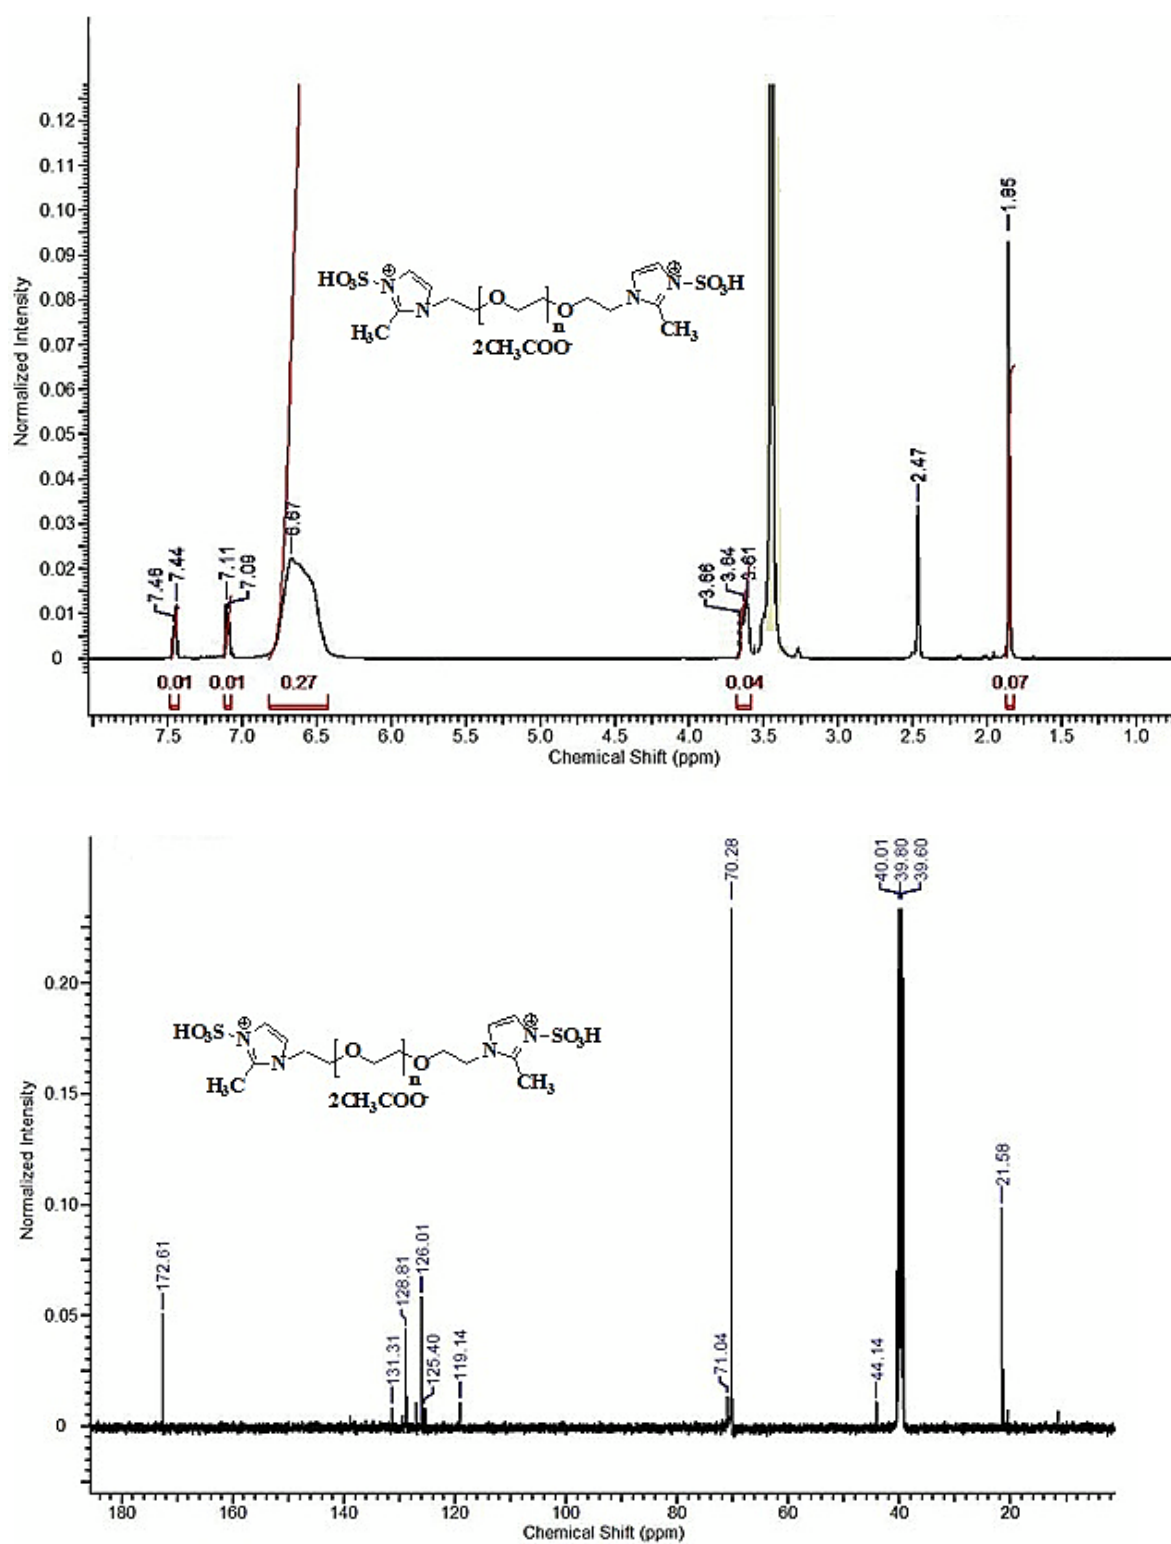 Normalized Intensity
0.12
0.11
0.10
0.09
0.08
0.07
0.06
0.05
0.04
0.03
0.02
0.01
0
7.46
7.44
7.11
7.09
6.67
3.66
3.64
3.61
2.47
1.85
HO₃S
N
⊕
N
H₃C
O
n
O
N
⊕
N
SO₃H
CH₃
2CH₃COO⁻
0.01
0.01
0.27
0.04
0.07
7.5 7.0 6.5 6.0 5.5 5.0 4.5 4.0 3.5 3.0 2.5 2.0 1.5 1.0
Chemical Shift (ppm)
Normalized Intensity
0.20
0.15
0.10
0.05
0
172.61
131.31
128.81
126.01
125.40
119.14
71.04
70.28
44.14
40.01
39.80
39.60
21.58
HO₃S
N
⊕
N
H₃C
O
n
O
N
⊕
N
SO₃H
CH₃
2CH₃COO⁻
180 160 140 120 100 80 60 40 20
Chemical Shift (ppm)